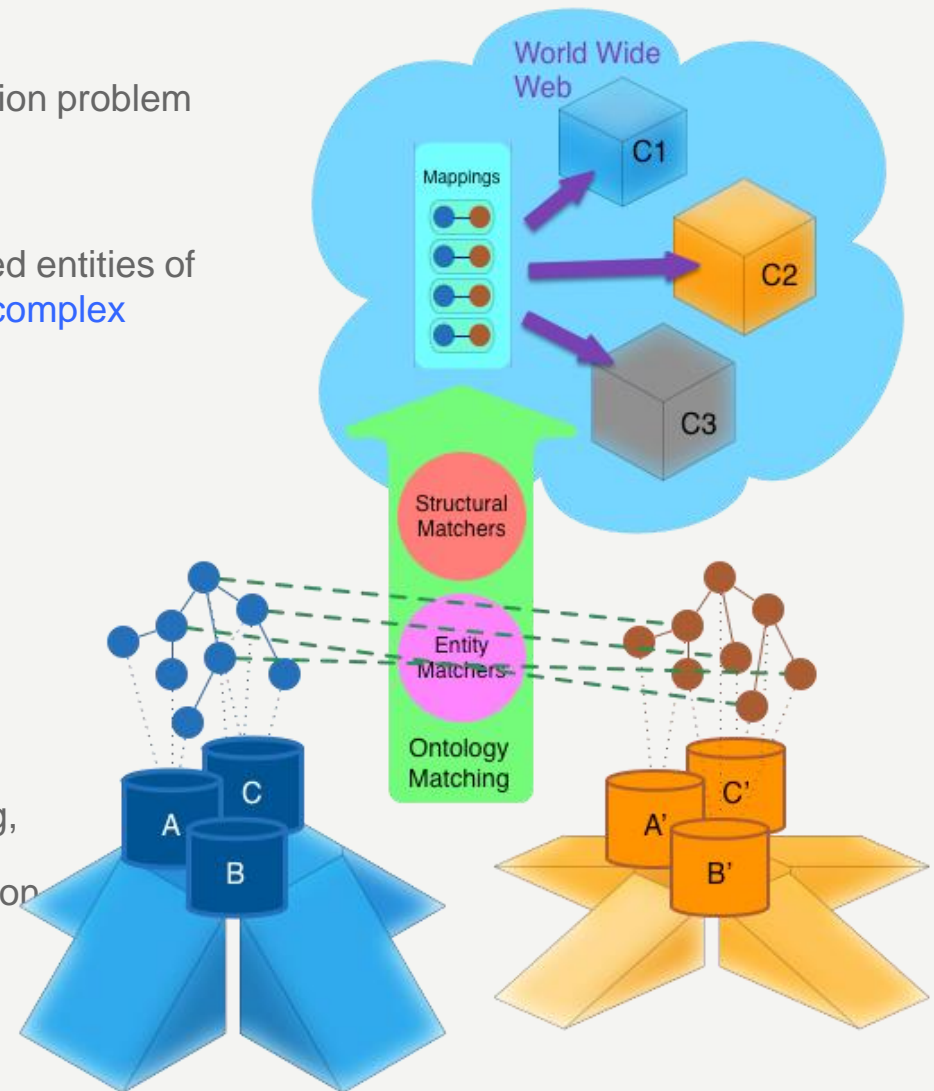 ion problem
ed entities of
complex
g,
ion
World Wide
Web
Mappings
C1
C2
C3
Structural
Matchers
Entity
Matchers
Ontology
Matching
A
C
B
A'
C'
B'